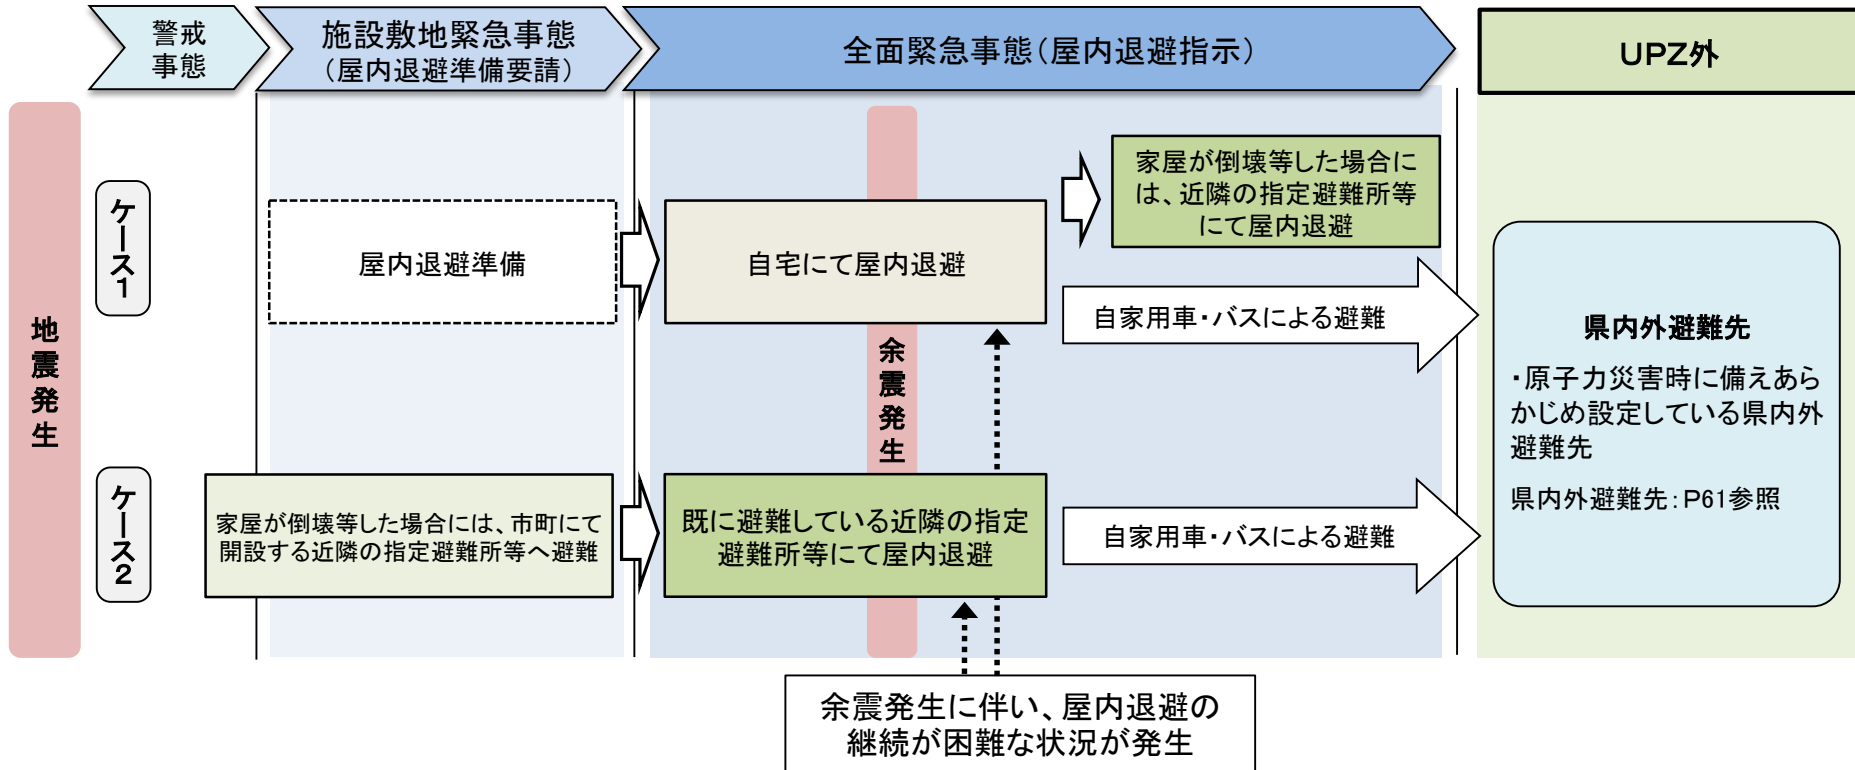 警戒
事態
施設敷地緊急事態
（屋内退避準備要請）
全面緊急事態（屋内退避指示）
UPZ外
地震発生
ケース1
屋内退避準備
自宅にて屋内退避
家屋が倒壊等した場合に
は、近隣の指定避難所等
にて屋内退避
自家用車・バスによる避難
余震発生
ケース2
家屋が倒壊等した場合には、市町にて
開設する近隣の指定避難所等へ避難
既に避難している近隣の指定
避難所等にて屋内退避
自家用車・バスによる避難
県内外避難先
・原子力災害時に備えあら
かじめ設定している県内外
避難先
県内外避難先：P61参照
余震発生に伴い、屋内退避の
継続が困難な状況が発生